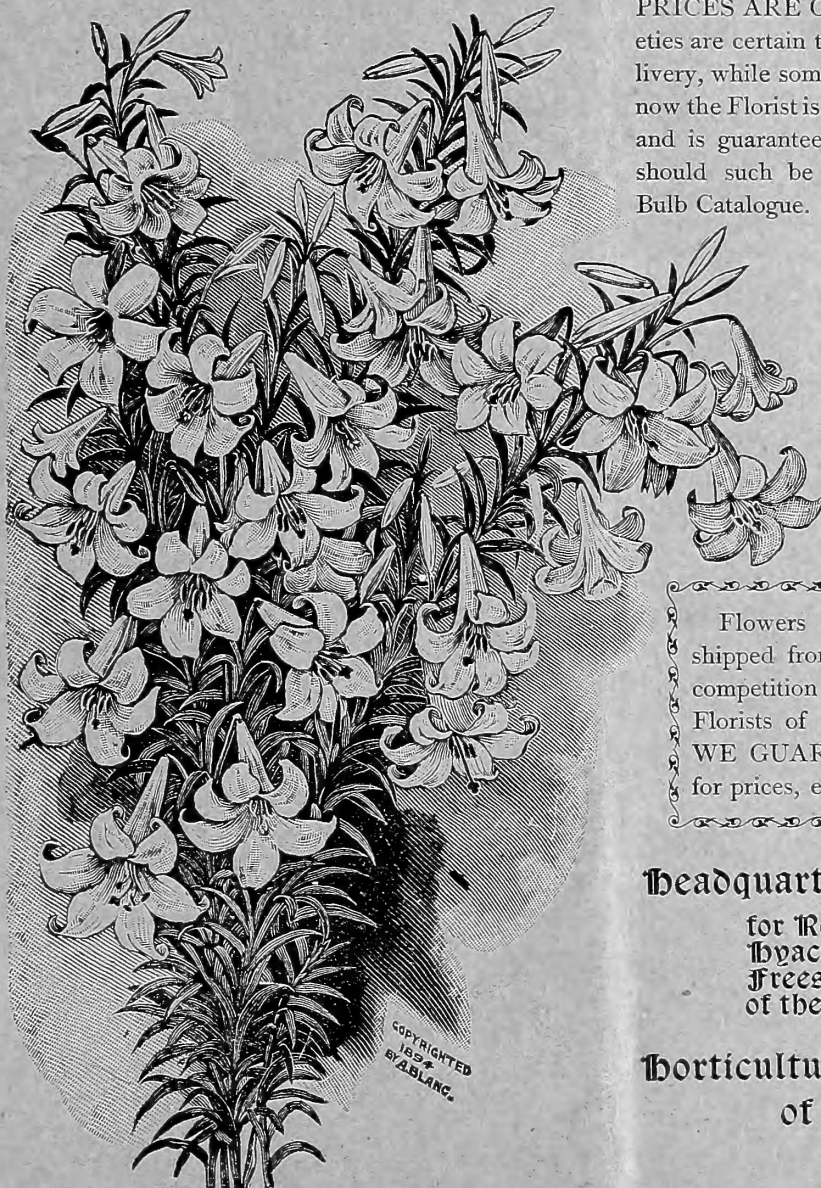 PRICES ARE
eties are certain t
livery, while som
now the Florist is
and is guarantee
should such be
Bulb Catalogue.
Flowers
shipped fro
competition
Florists of
WE GUAR
for prices, e
Headquart
for R
Hyac
Frees
of the
Horticultu
of
COPYRIGHTED
1894
BY A. BLANC.